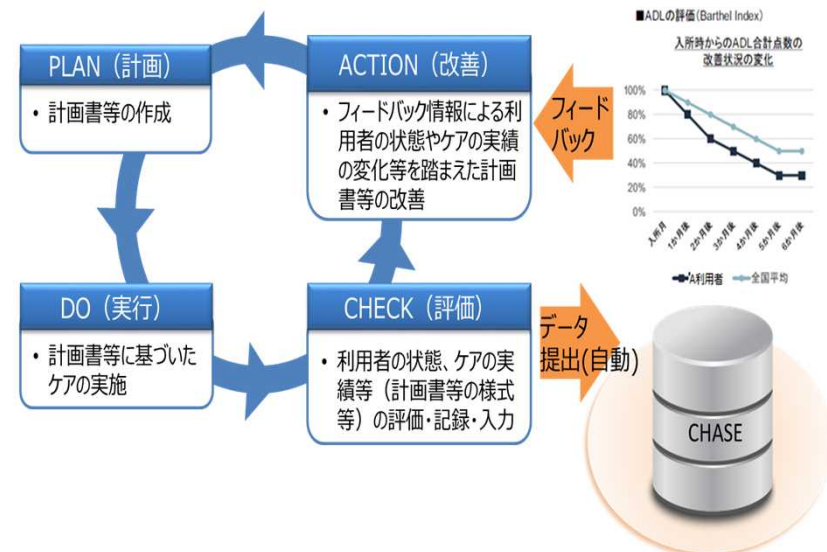 PLAN（計画）
・ 計画書等の作成
ACTION（改善）
・ フィードバック情報による利
用者の状態やケアの実績
の変化等を踏まえた計画
書等の改善
フィード
バック
■ADLの評価(Barthel Index)
入所時からのADL合計点数の
改善状況の変化
100%
80%
60%
40%
20%
0%
入所月
1か月後
2か月後
3か月後
4か月後
5か月後
6か月後
A利用者
全国平均
DO（実行）
・ 計画書等に基づいた
ケアの実施
CHECK（評価）
・ 利用者の状態、ケアの実
績等（計画書等の様式
等）の評価・記録・入力
データ
提出(自動)
CHASE